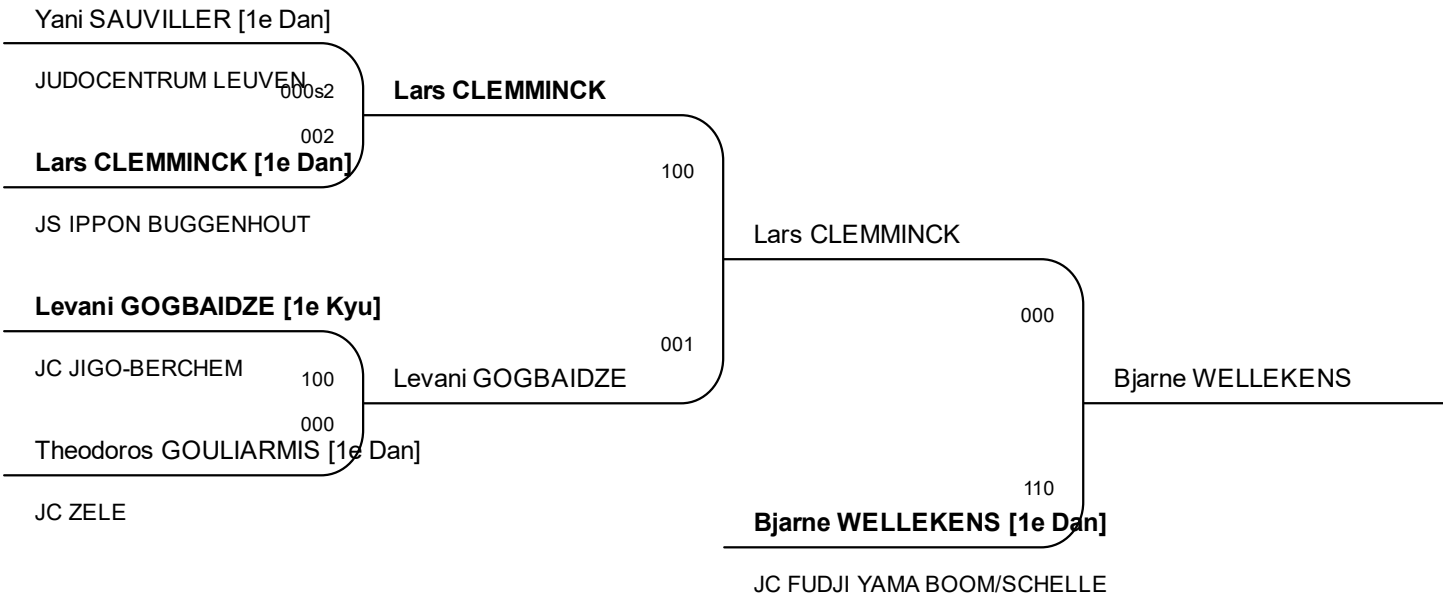 Yani SAUVILLER [1e Dan]
JUDOCENTRUM LEUVEN
000s2
Lars CLEMMINCK
002
Lars CLEMMINCK [1e Dan]
100
JS IPPON BUGGENHOUT
Lars CLEMMINCK
Levani GOGBAIDZE [1e Kyu]
000
001
JC JIGO-BERCHEM
100
Levani GOGBAIDZE
Bjarne WELLEKENS
000
Theodoros GOULIARMIS [1e Dan]
110
JC ZELE
Bjarne WELLEKENS [1e Dan]
JC FUDJI YAMA BOOM/SCHELLE